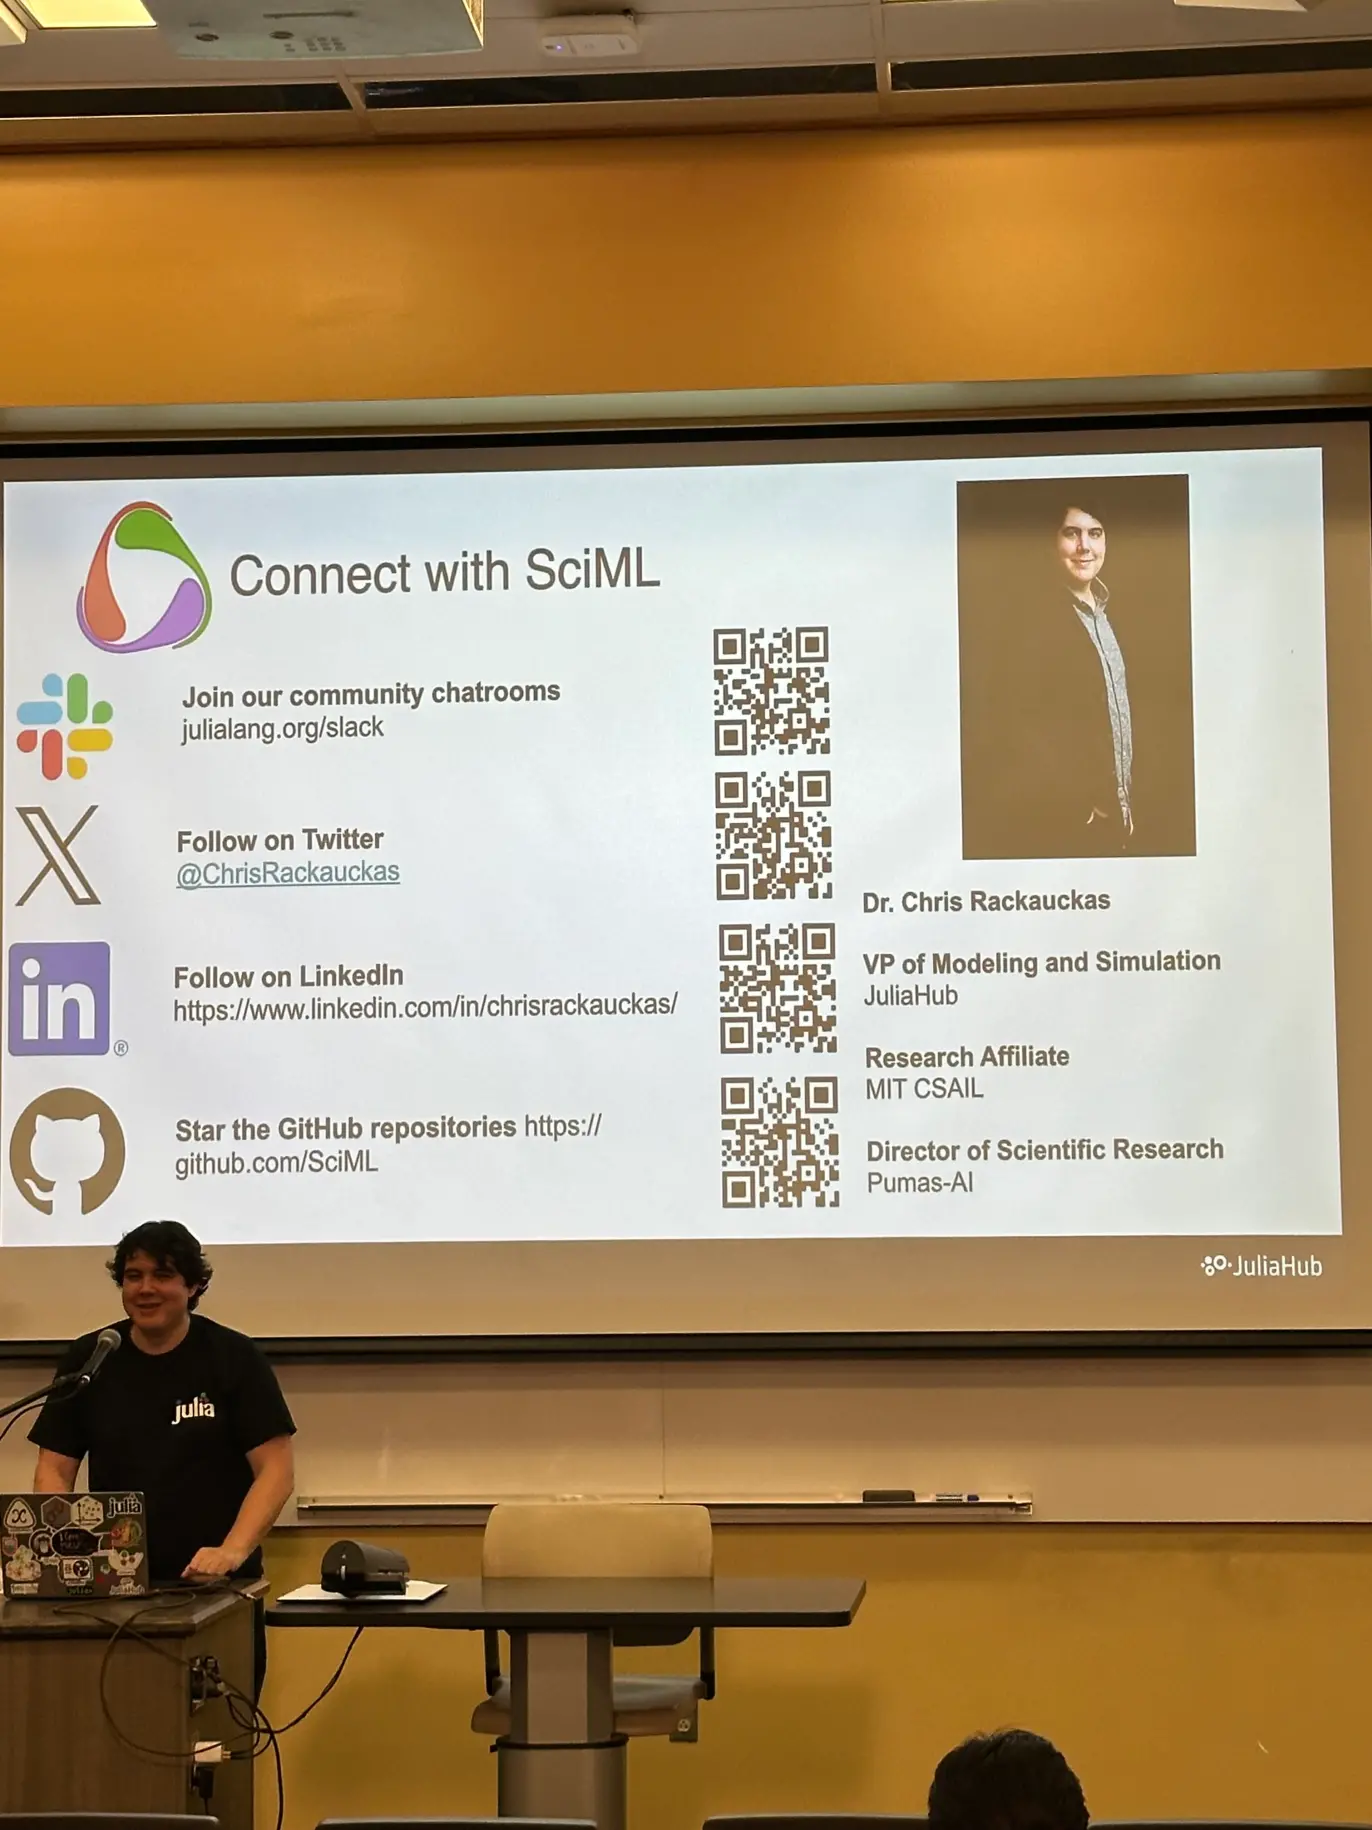 Connect with SciML
Join our community chatrooms
julialang.org/slack
Follow on Twitter
@ChrisRackauckas
in
®
Follow on LinkedIn
https://www.linkedin.com/in/chrisrackauckas/
Star the GitHub repositories https://
github.com/SciML
Dr. Chris Rackauckas
VP of Modeling and Simulation
JuliaHub
Research Affiliate
MIT CSAIL
Director of Scientific Research
Pumas-AI
JuliaHub
julia
julia
JuliaHub